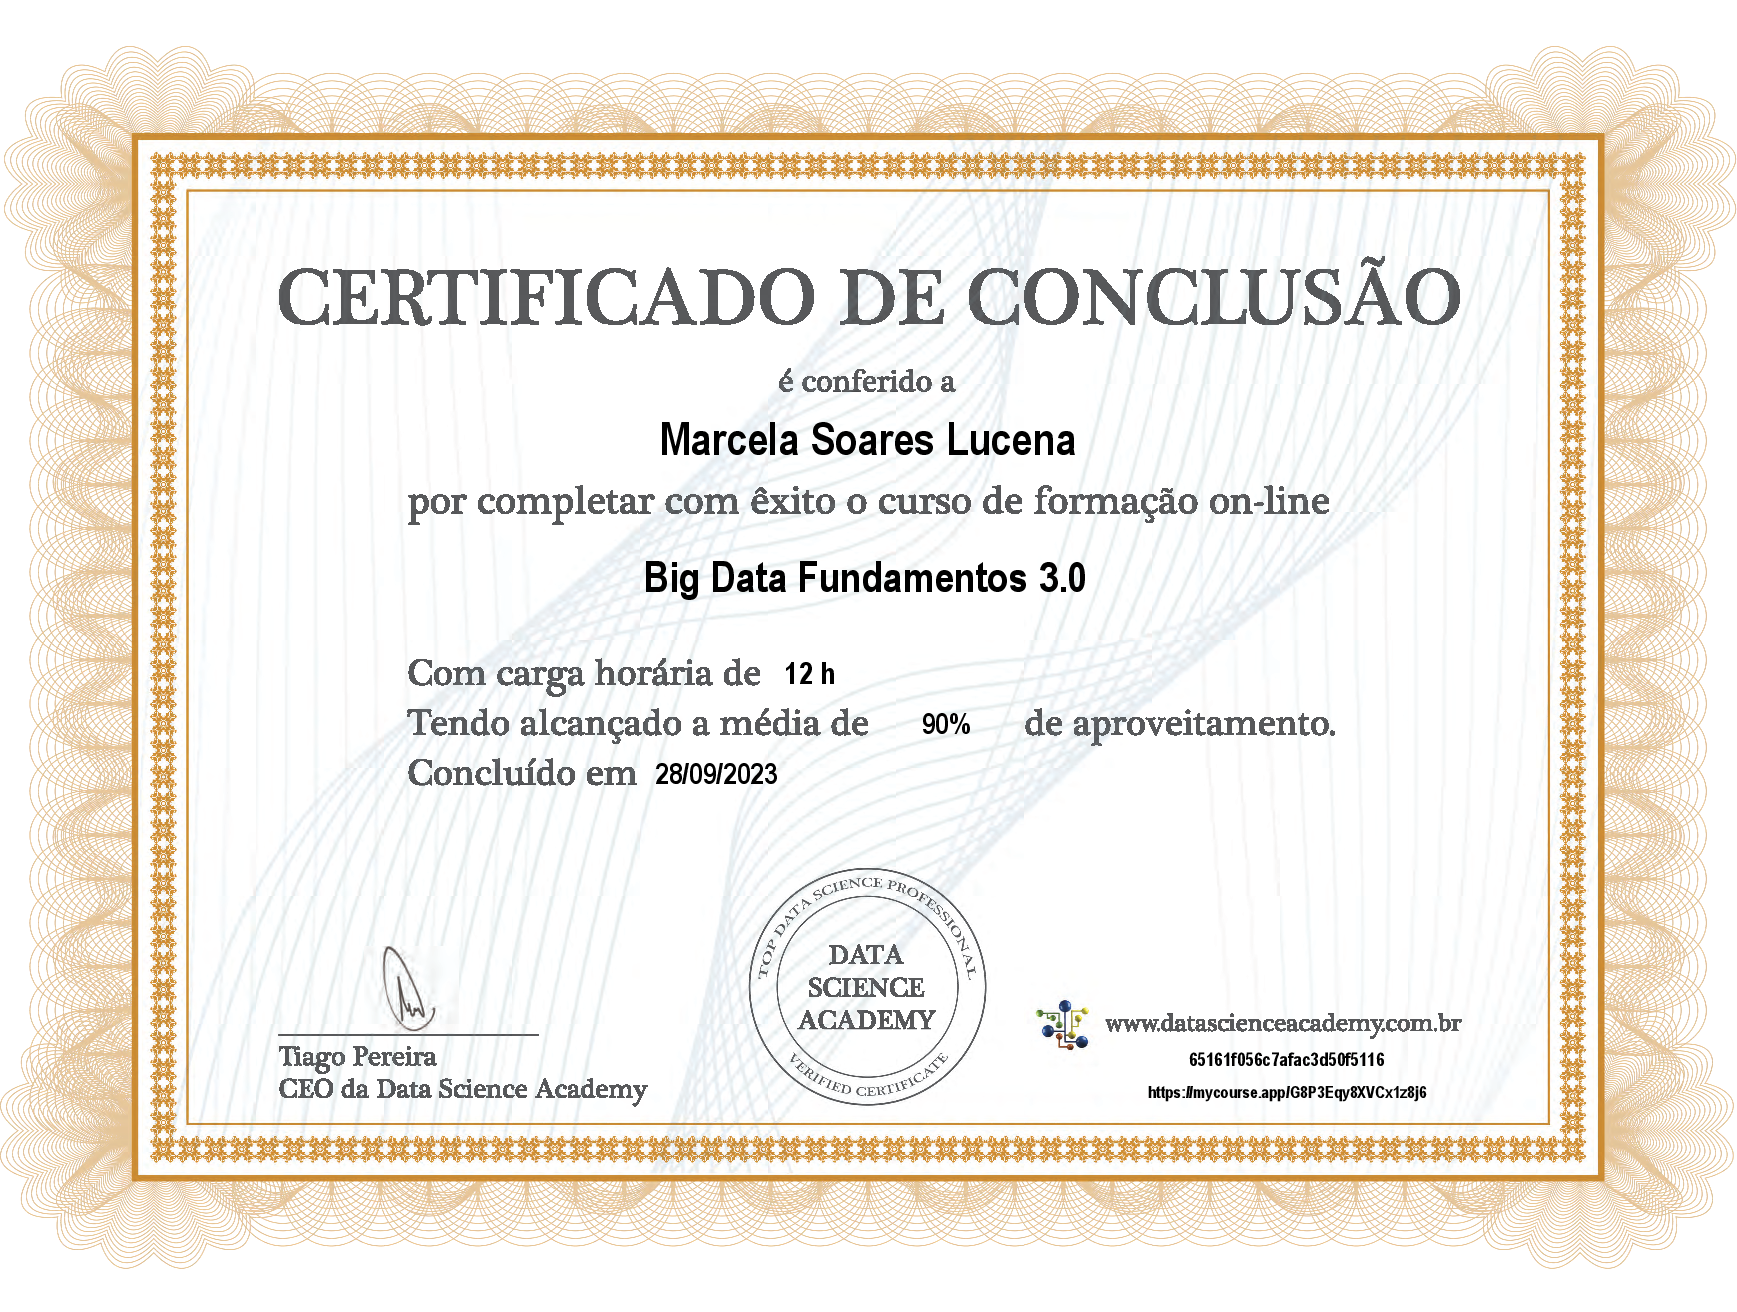 CERTIFICADO DE CONCLUSÃO
é conferido a
Marcela Soares Lucena
por completar com êxito o curso de formação on-line
Big Data Fundamentos 3.0
Com carga horária de 12 h
Tendo alcançado a média de 90% de aproveitamento.
Concluído em 28/09/2023
TOP DATA SCIENCE PROFESSIONAL
DATA
SCIENCE
ACADEMY
VERIFIED CERTIFICATE
Tiago Pereira
CEO da Data Science Academy
www.datascienceacademy.com.br
65161f056c7afac3d50f5116
https://mycourse.app/G8P3Eqy8XVCx1z8j6